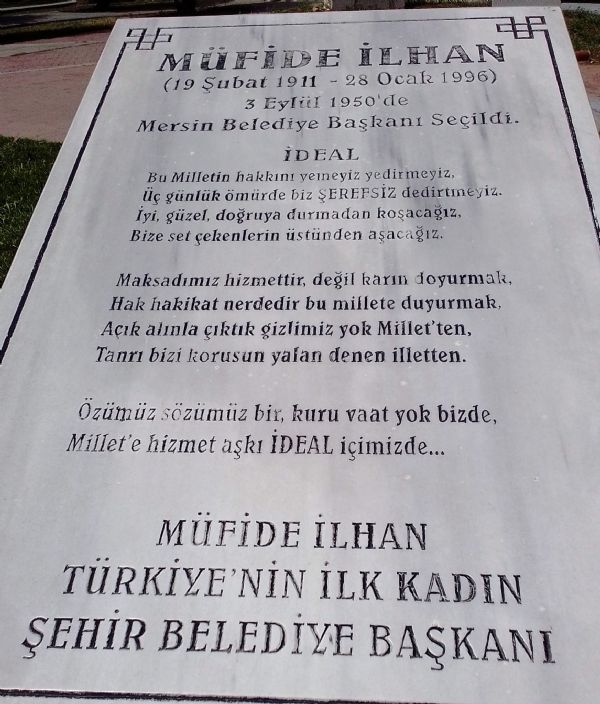 MÜFİDE İLHAN
(19 Şubat 1911 - 28 Ocak 1996)
3 Eylül 1950'de
Mersin Belediye Başkanı Seçildi.
İDEAL
Bu Milletin hakkını yemeyiz yedirmeyiz,
Üç günlük ömürde biz ŞEREFSİZ dedirtmeyiz.
İyi, güzel, doğruya durmadan koşacağız,
Bize set çekenlerin üstünden aşacağız.
Maksadımız hizmettir, değil karın doyurmak,
Hak hakikat nerdedir bu millete duyurmak,
Açık alınla çıktık gizlimiz yok Millet'ten,
Tanrı bizi korusun yalan denen illetten.
Özümüz sözümüz bir, kuru vaat yok bizde,
Millet'e hizmet aşkı İDEAL içimizde...
MÜFİDE İLHAN
TÜRKİYE'NİN İLK KADIN
ŞEHİR BELEDİYE BAŞKANI